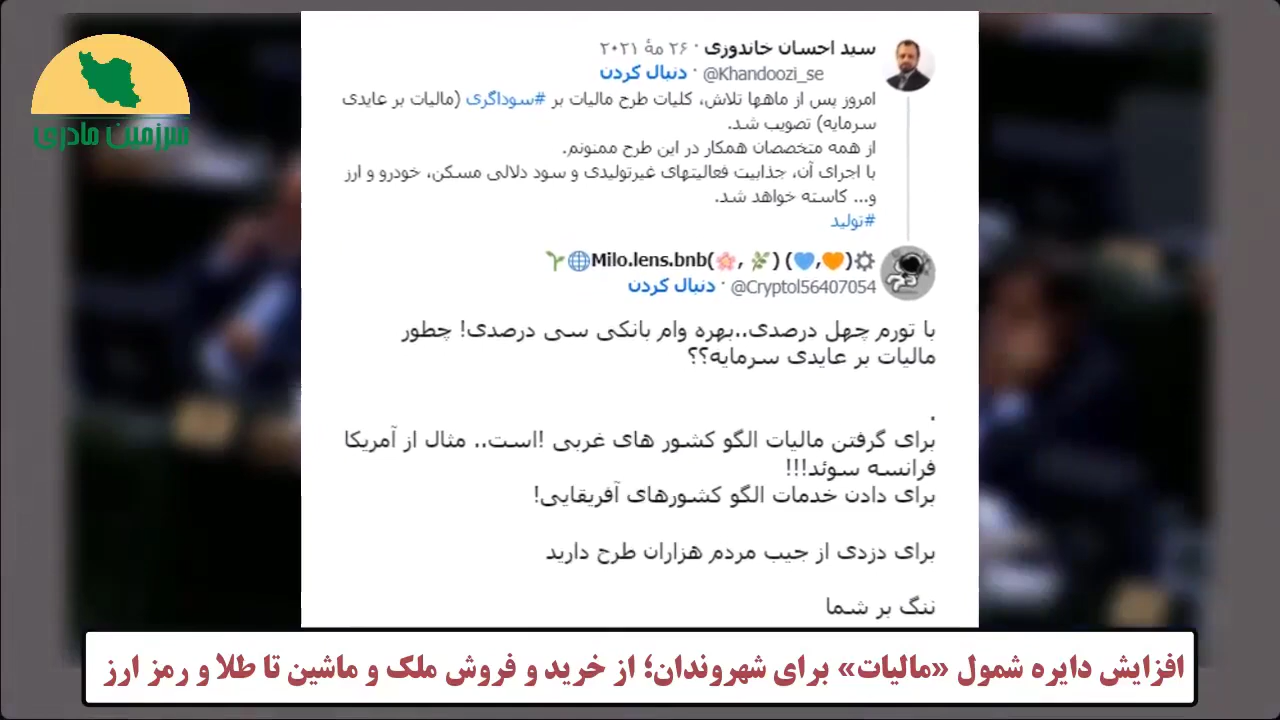 سرزمین مادری
سید احسان خاندوزی · ۲۶ مهٔ ۲۰۲۱
@Khandoozi_se · دنبال کردن
امروز پس از ماهها تلاش، کلیات طرح مالیات بر #سوداگری (مالیات بر عایدی
سرمایه) تصویب شد.
از همه متخصصان همکار در این طرح ممنونم.
با اجرای آن، جذابیت فعالیتهای غیرتولیدی و سود دلالی مسکن، خودرو و ارز
و... کاسته خواهد شد.
#تولید
⚙(🧡,💙) (🌿, 🌸)Milo.lens.bnb🌐🌱
@Cryptol56407054 · دنبال کردن
با تورم چهل درصدی..بهره وام بانکی سی درصدی! چطور
مالیات بر عایدی سرمایه؟؟
.
برای گرفتن مالیات الگو کشور های غربی !است.. مثال از آمریکا
فرانسه سوئد!!!
برای دادن خدمات الگو کشورهای آفریقایی!
برای دزدی از جیب مردم هزاران طرح دارید
ننگ بر شما
افزایش دایره شمول «مالیات» برای شهروندان؛ از خرید و فروش ملک و ماشین تا طلا و رمز ارز